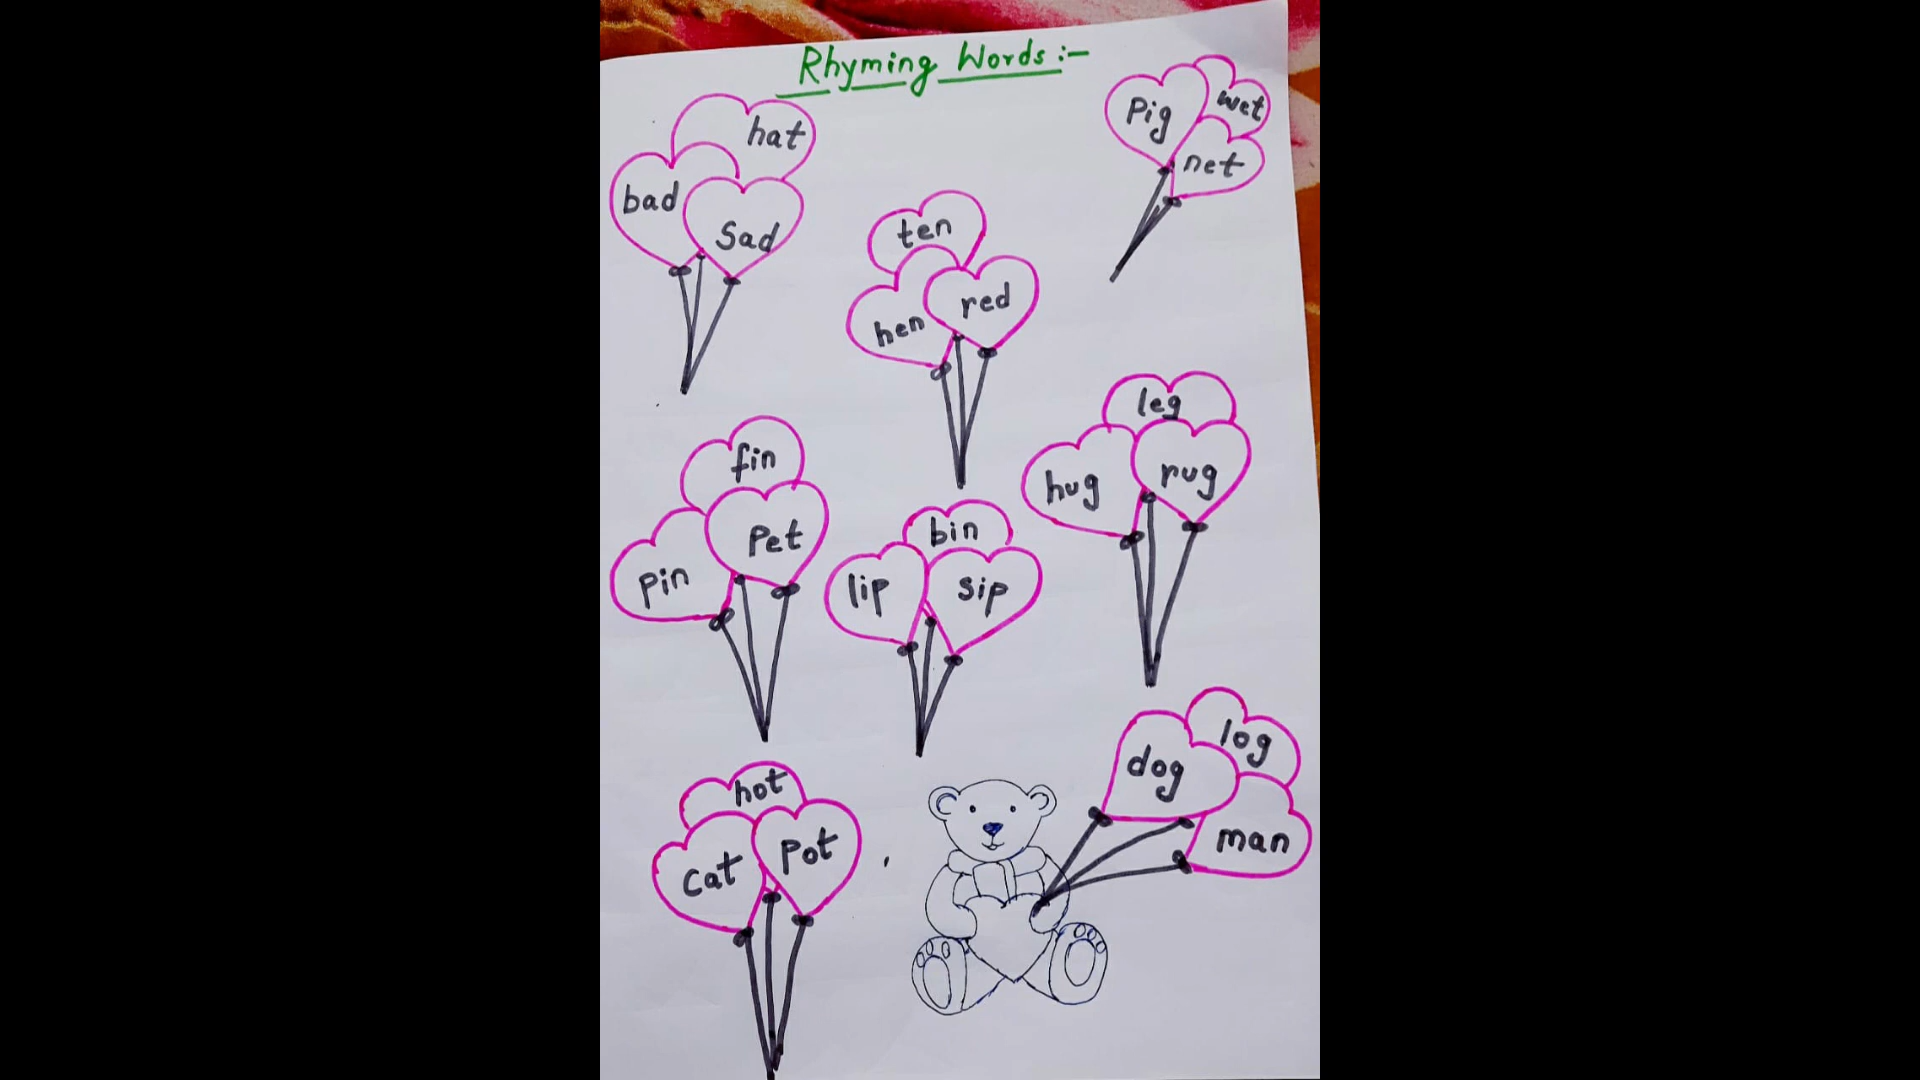 Rhyming Words :-
hat
bad
Sad
Pig
wet
net
ten
hen
red
leg
hug
rug
fin
Pet
pin
bin
lip
sip
log
dog
man
hot
cat
Pot